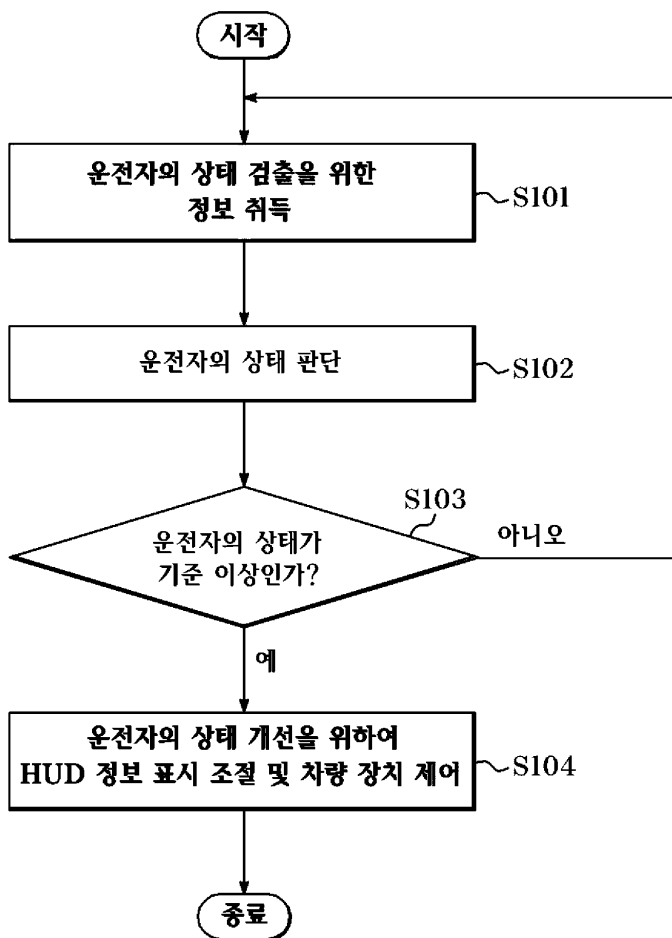 시작
운전자의 상태 검출을 위한
정보 취득
S101
운전자의 상태 판단
S102
S103
운전자의 상태가
기준 이상인가?
아니오
예
운전자의 상태 개선을 위하여
HUD 정보 표시 조절 및 차량 장치 제어
S104
종료